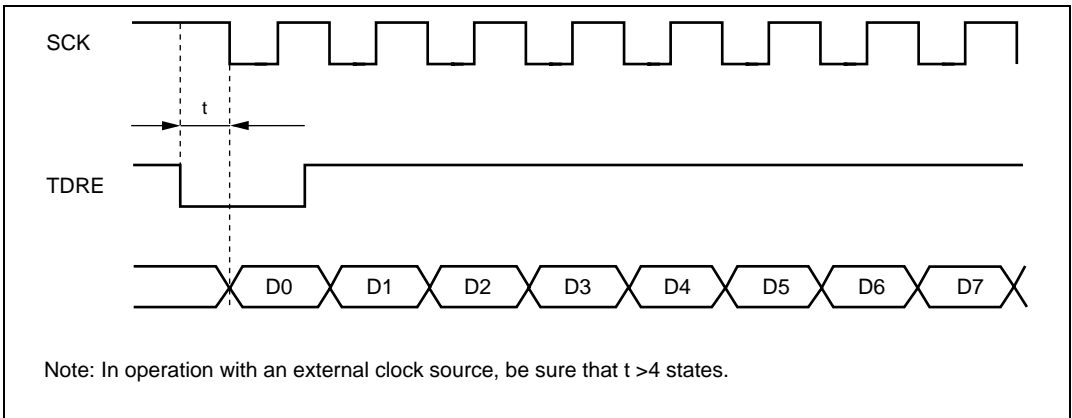 SCK
t
TDRE
D0 D1 D2 D3 D4 D5 D6 D7
Note: In operation with an external clock source, be sure that t >4 states.